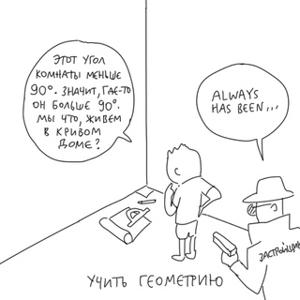 ЭТОТ УГОЛ
КОМНАТЫ МЕНЬШЕ
90°. ЗНАЧИТ, ГДЕ-ТО
ОН БОЛЬШЕ 90°.
МЫ ЧТО, ЖИВЕМ
В КРИВОМ
ДОМЕ?
ALWAYS
HAS BEEN...
ЗАСТРОЙЩИК
УЧИТЬ ГЕОМЕТРИЮ